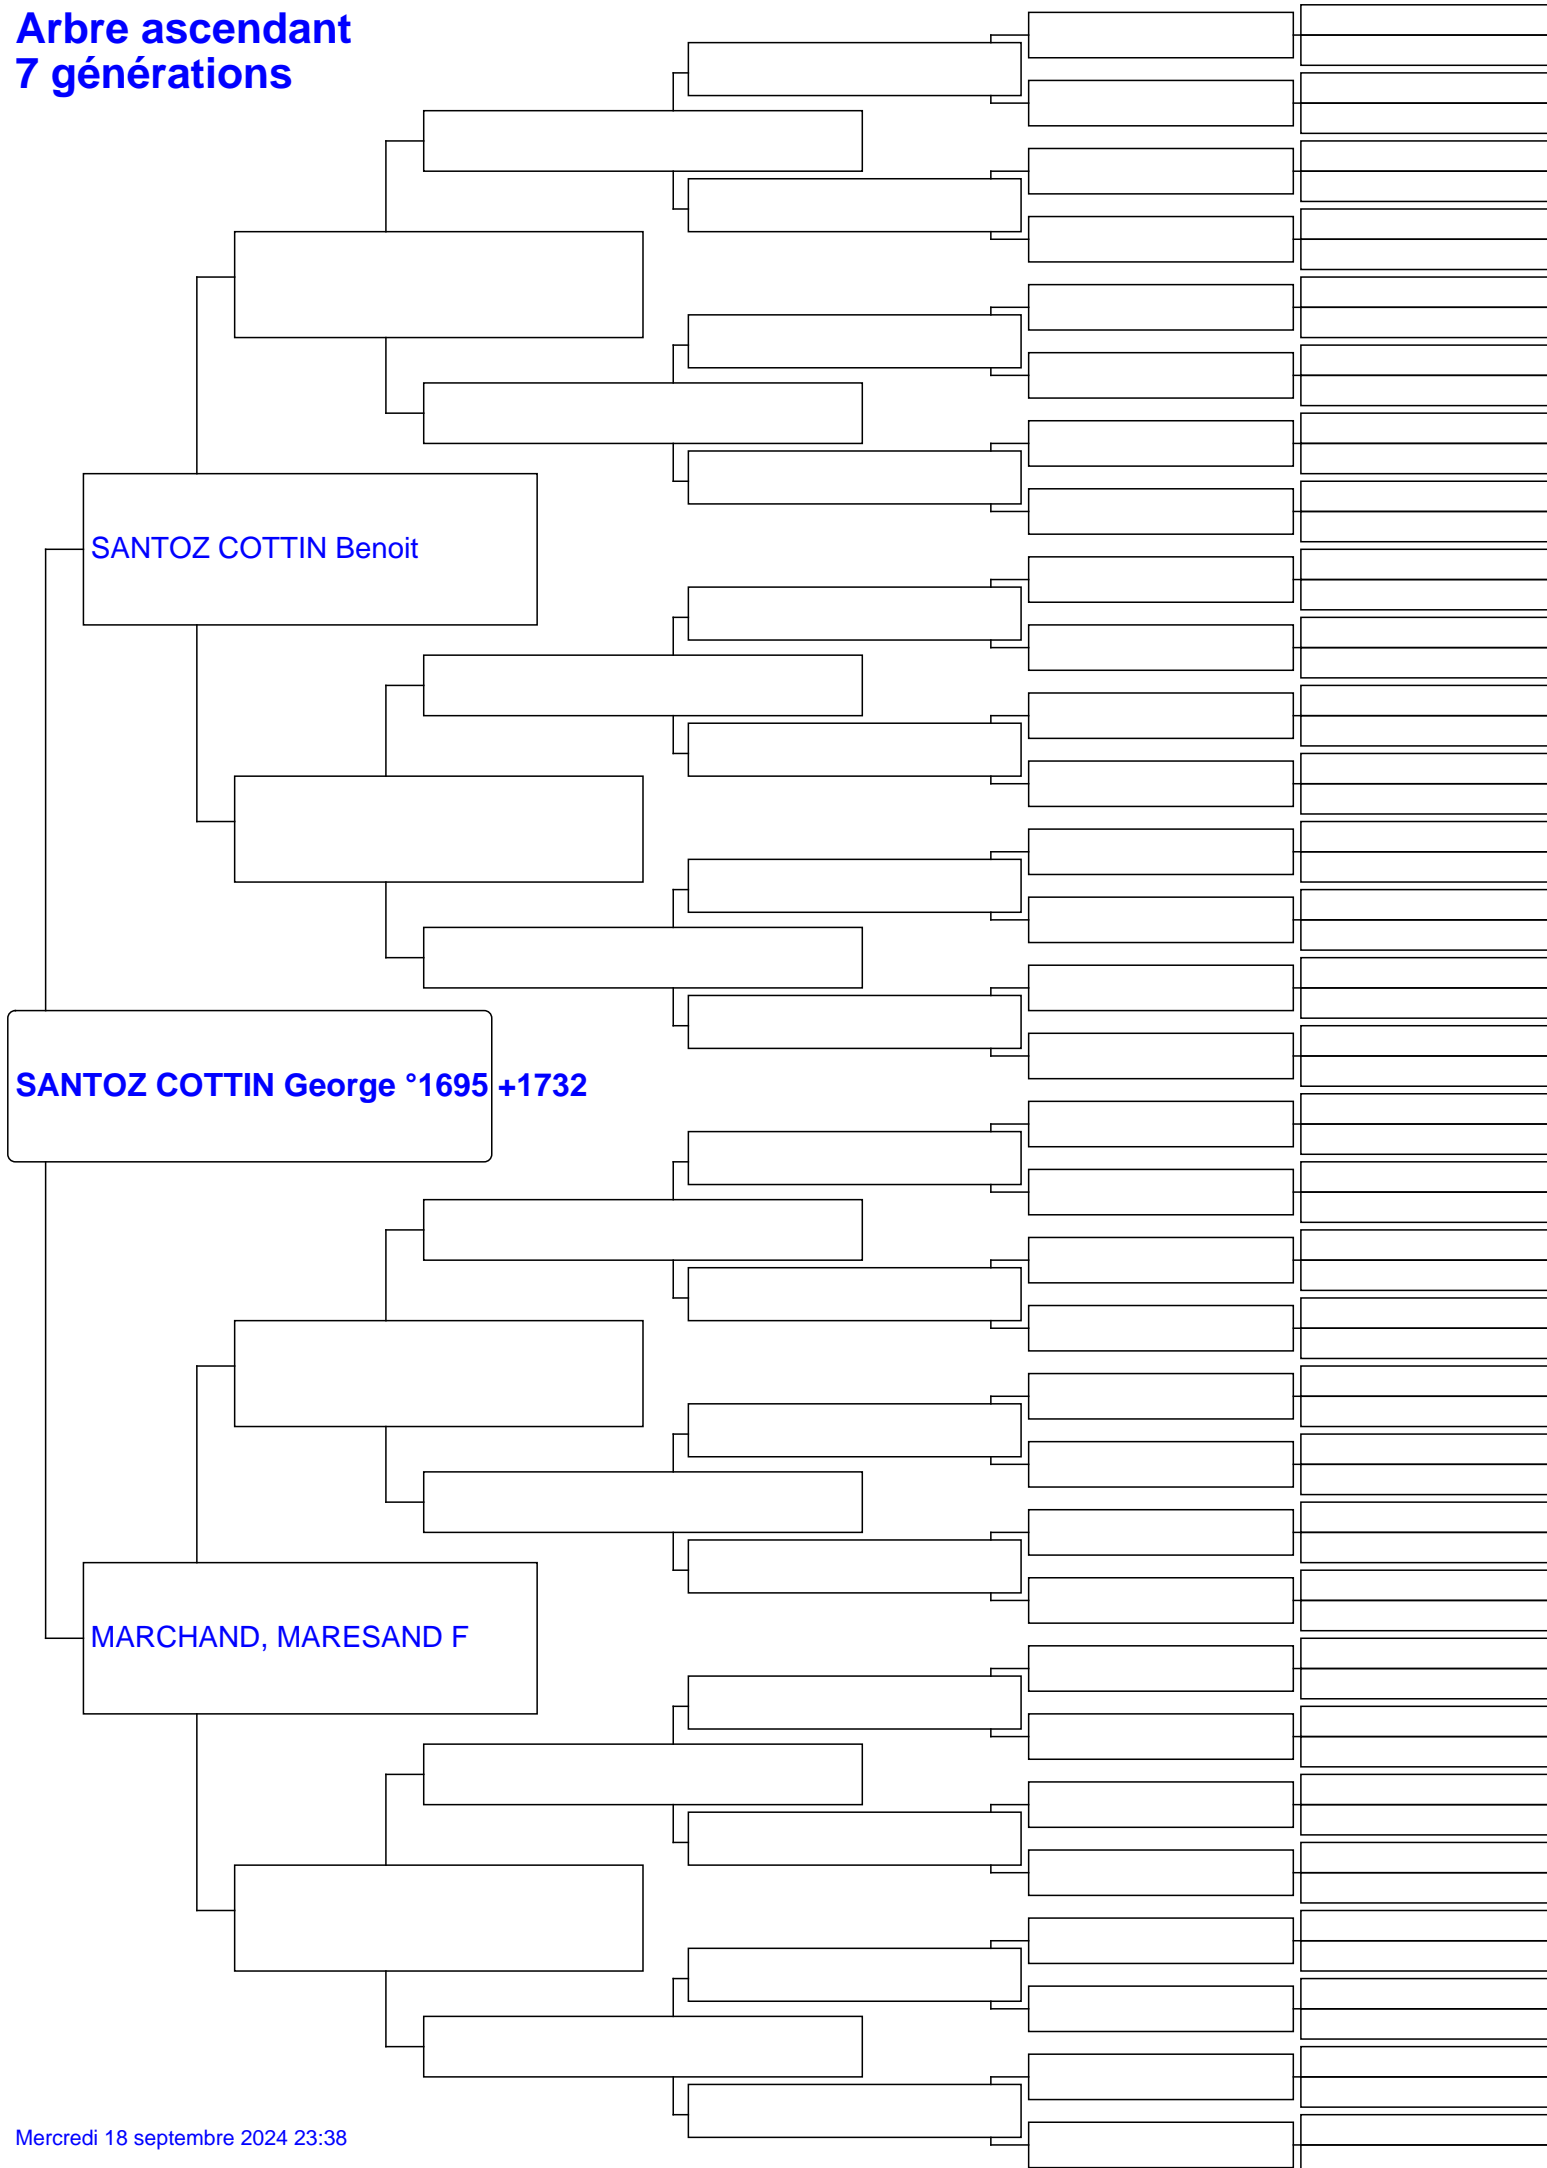 Arbre ascendant
7 générations
SANTOZ COTTIN Benoit
SANTOZ COTTIN George °1695 +1732
MARCHAND, MARESAND F
Mercredi 18 septembre 2024 23:38